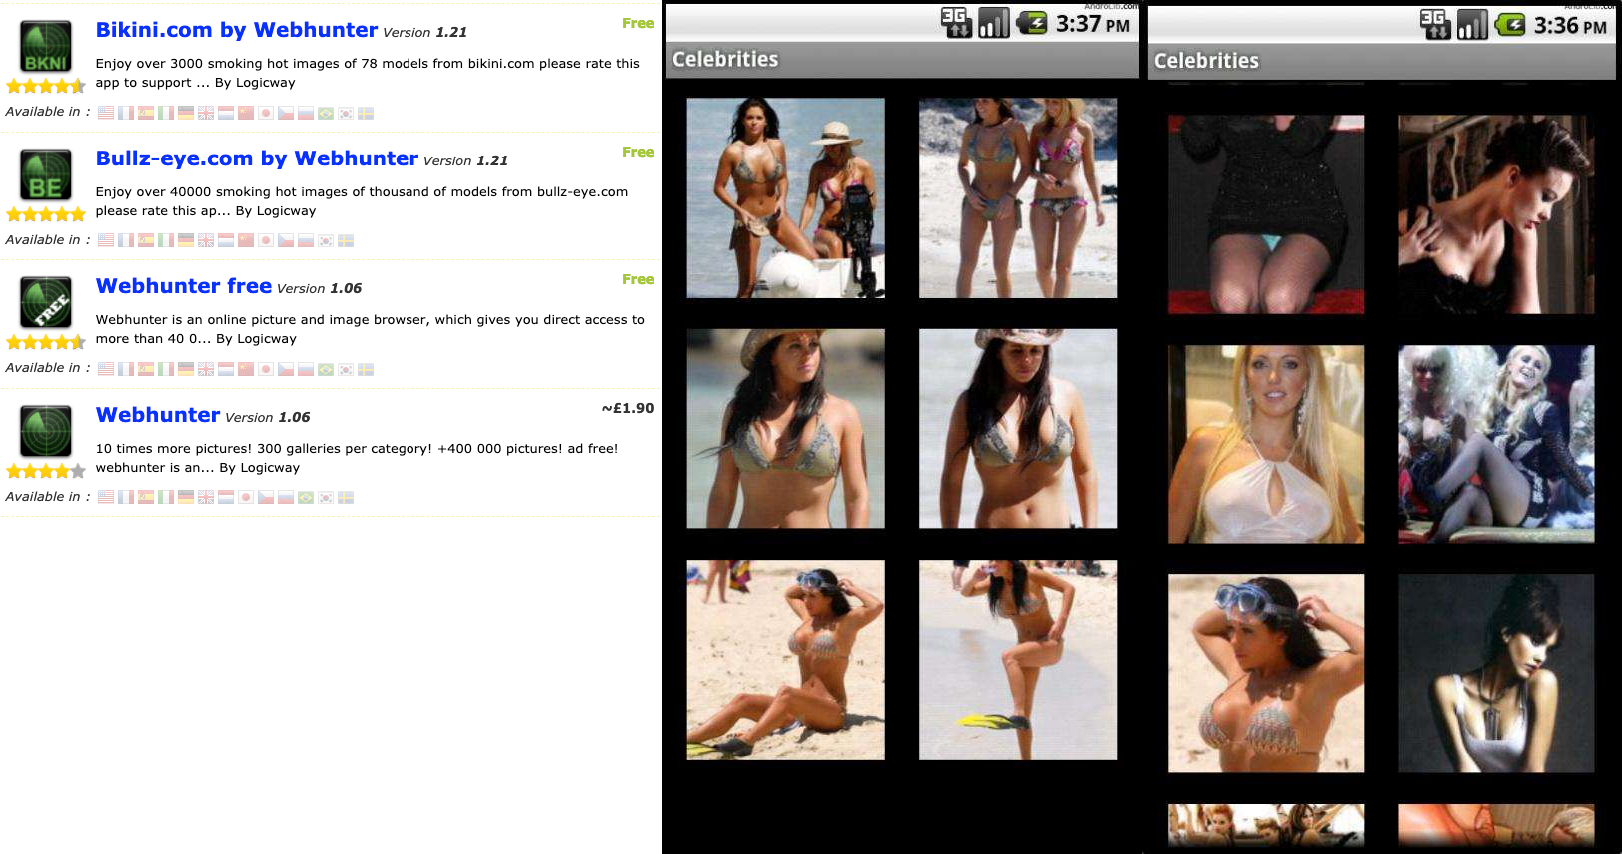 BKNI
Bikini.com by Webhunter Version 1.21
Free
Enjoy over 3000 smoking hot images of 78 models from bikini.com please rate this
app to support ... By Logicway
Available in :
BE
Bullz-eye.com by Webhunter Version 1.21
Free
Enjoy over 40000 smoking hot images of thousand of models from bullz-eye.com
please rate this ap... By Logicway
Available in :
FREE
Webhunter free Version 1.06
Free
Webhunter is an online picture and image browser, which gives you direct access to
more than 40 0... By Logicway
Available in :
Webhunter Version 1.06
~£1.90
10 times more pictures! 300 galleries per category! +400 000 pictures! ad free!
webhunter is an... By Logicway
Available in :
AndroLib.com
3G 3:37 PM
Celebrities
AndroLib.com
3G 3:36 PM
Celebrities